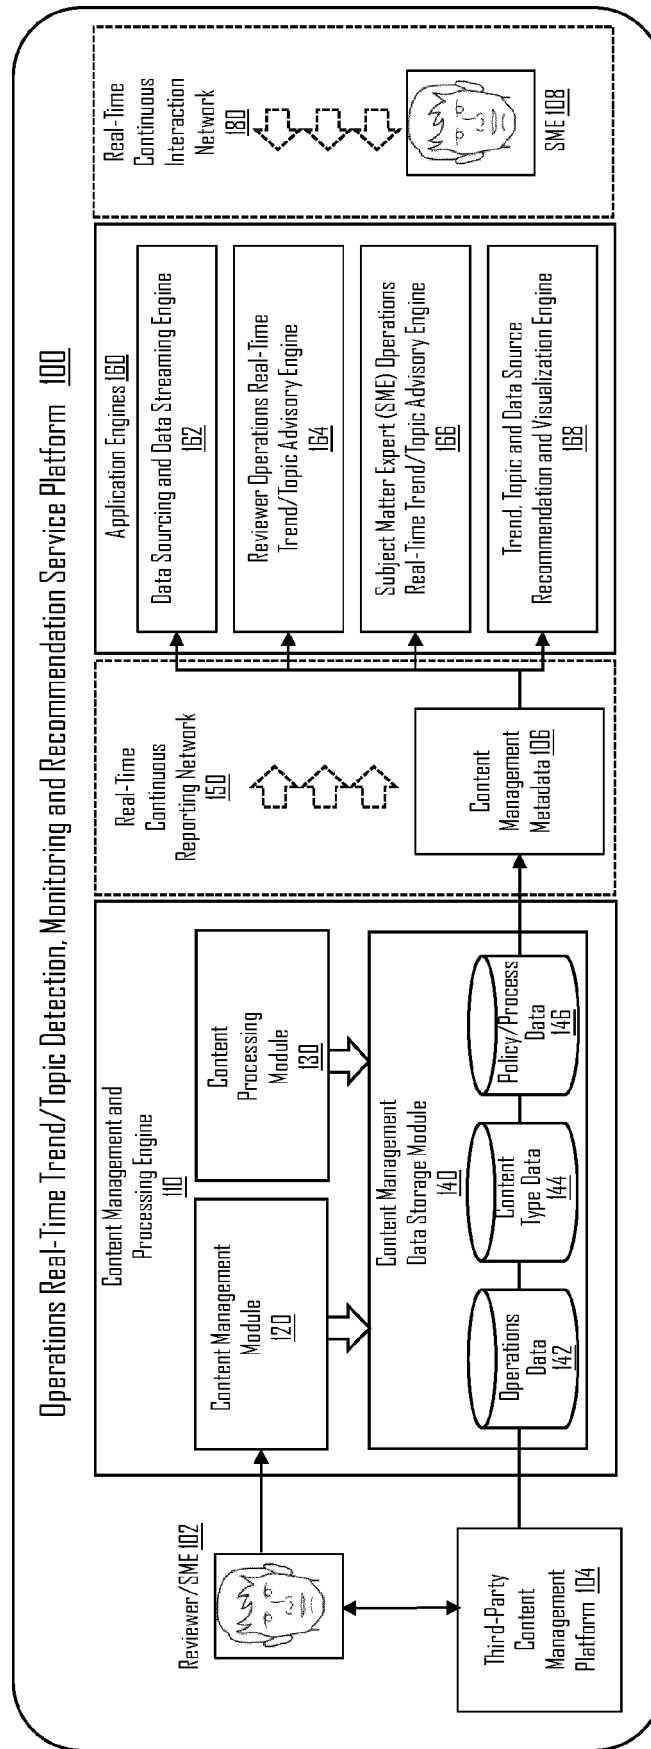 Operations Real-Time Trend/Topic Detection, Monitoring and Recommendation Service Platform 100
Reviewer/SME 102
Third-Party
Content
Management
Platform 104
Content Management and
Processing Engine
110
Content Management
Module
120
Content
Processing
Module
130
Content Management
Data Storage Module
140
Operations
Data
142
Content
Type Data
144
Policy/Process
Data
146
Real-Time
Continuous
Reporting Network
150
Content
Management
Metadata 106
Application Engines 160
Data Sourcing and Data Streaming Engine
162
Reviewer Operations Real-Time
Trend/Topic Advisory Engine
164
Subject Matter Expert (SME) Operations
Real-Time Trend/Topic Advisory Engine
166
Trend, Topic and Data Source
Recommendation and Visualization Engine
168
Real-Time
Continuous
Interaction
Network
180
SME 108